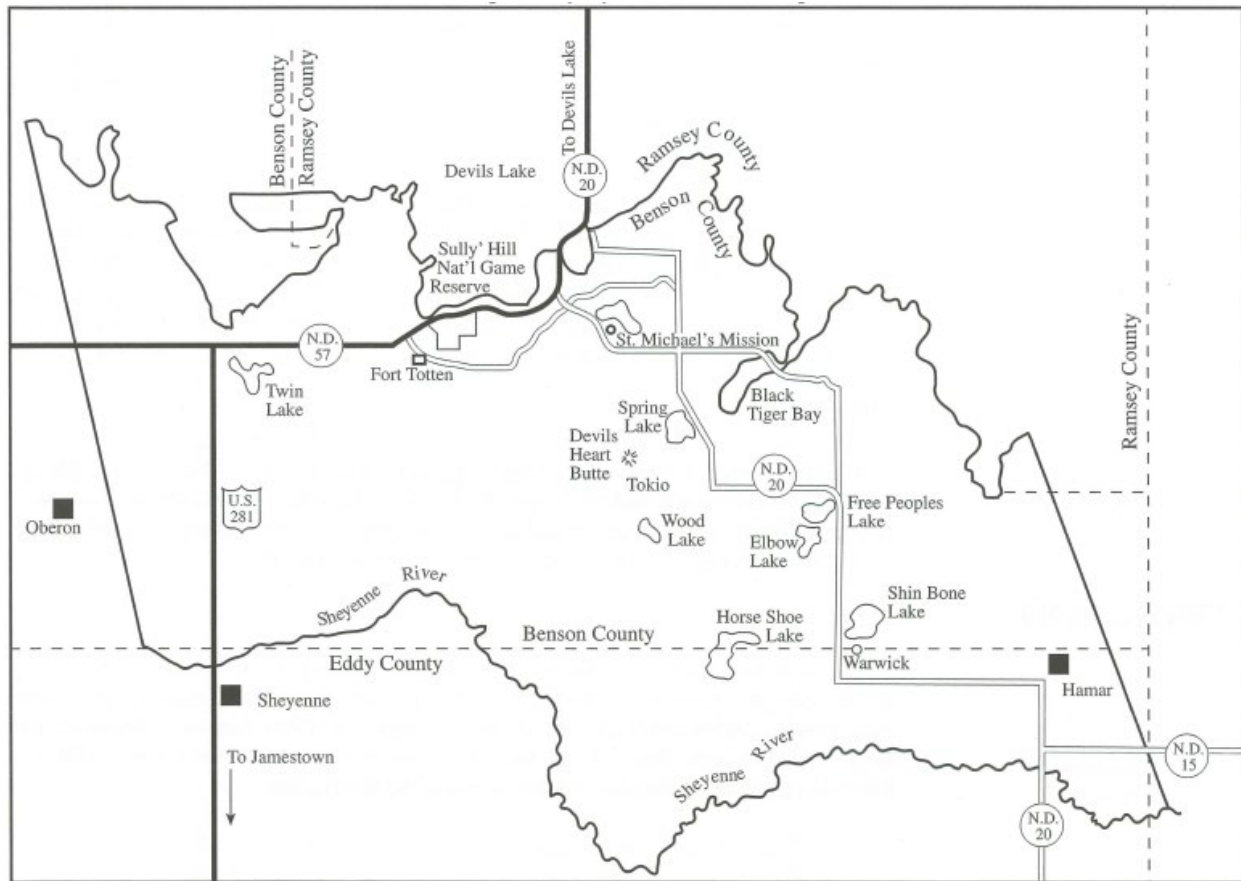 To Devils Lake
Benson County
Ramsey County
Ramsey County
Benson
County
N.D.
20
Devils Lake
Sully' Hill
Nat'l Game
Reserve
Ramsey County
N.D.
57
St. Michael's Mission
Fort Totten
Twin
Lake
Black
Tiger Bay
Spring
Lake
Devils
Heart
Butte
Tokio
N.D.
20
U.S.
281
Oberon
Free Peoples
Lake
Wood
Lake
Elbow
Lake
Sheyenne River
Shin Bone
Lake
Horse Shoe
Lake
Benson County
Eddy County
Warwick
Hamar
Sheyenne
To Jamestown
Sheyenne River
N.D.
15
N.D.
20